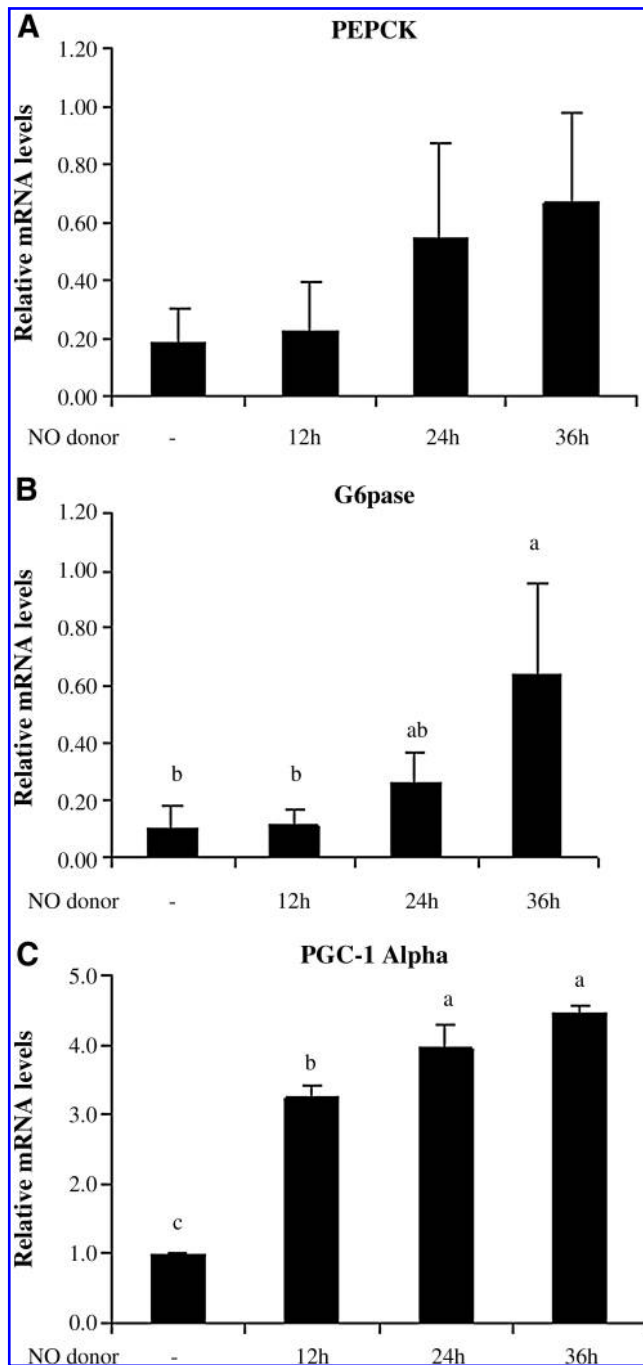 A
PEPCK
Relative mRNA levels
1.20
1.00
0.80
0.60
0.40
0.20
0.00
NO donor - 12h 24h 36h
B
G6pase
Relative mRNA levels
1.20
1.00
0.80
0.60
0.40
0.20
0.00
b b ab a
NO donor - 12h 24h 36h
C
PGC-1 Alpha
Relative mRNA levels
5.0
4.0
3.0
2.0
1.0
0.0
c b a a
NO donor - 12h 24h 36h